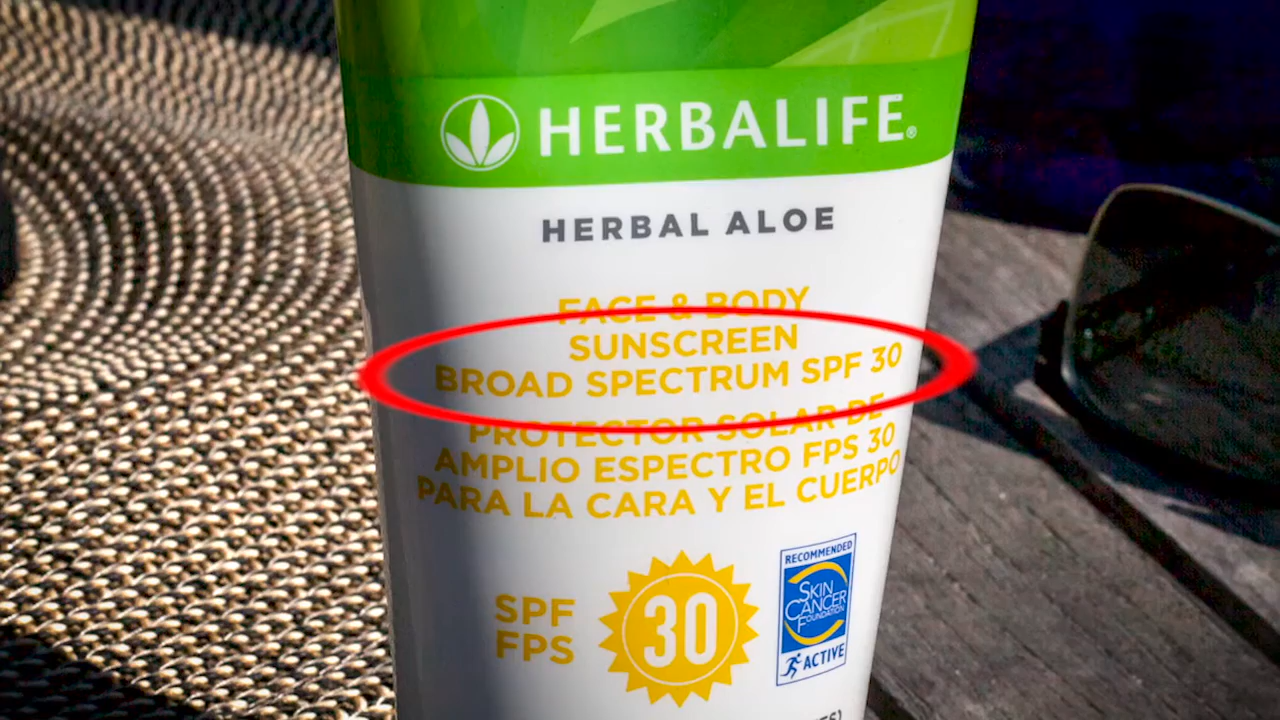 HERBALIFE®
HERBAL ALOE
FACE & BODY
SUNSCREEN
BROAD SPECTRUM SPF 30
PROTECTOR SOLAR DE
AMPLIO ESPECTRO FPS 30
PARA LA CARA Y EL CUERPO
SPF
FPS
30
RECOMMENDED
SKIN
CANCER
FOUNDATION
ACTIVE